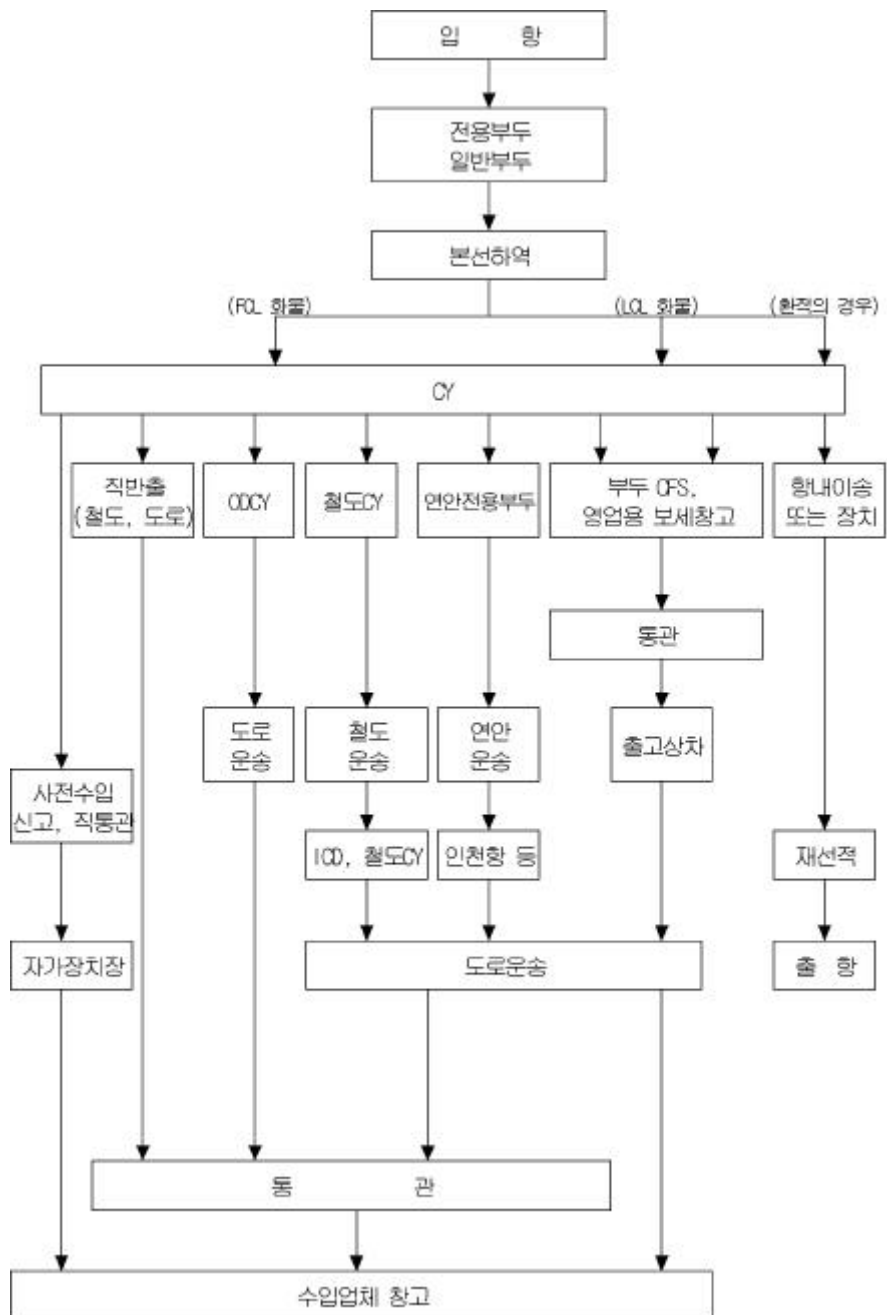 입 항
전용부두
일반부두
본선하역
(FCL 화물)
(LCL 화물)
(환적의 경우)
CY
직반출
(철도, 도로)
ODCY
철도CY
연안전용부두
부두 CFS,
영업용 보세창고
항내이송
또는 장치
통관
도로
운송
철도
운송
연안
운송
출고상차
사전수입
신고, 직통관
ICD, 철도CY
인천항 등
재선적
자가장치장
도로운송
출 항
통 관
수입업체 창고